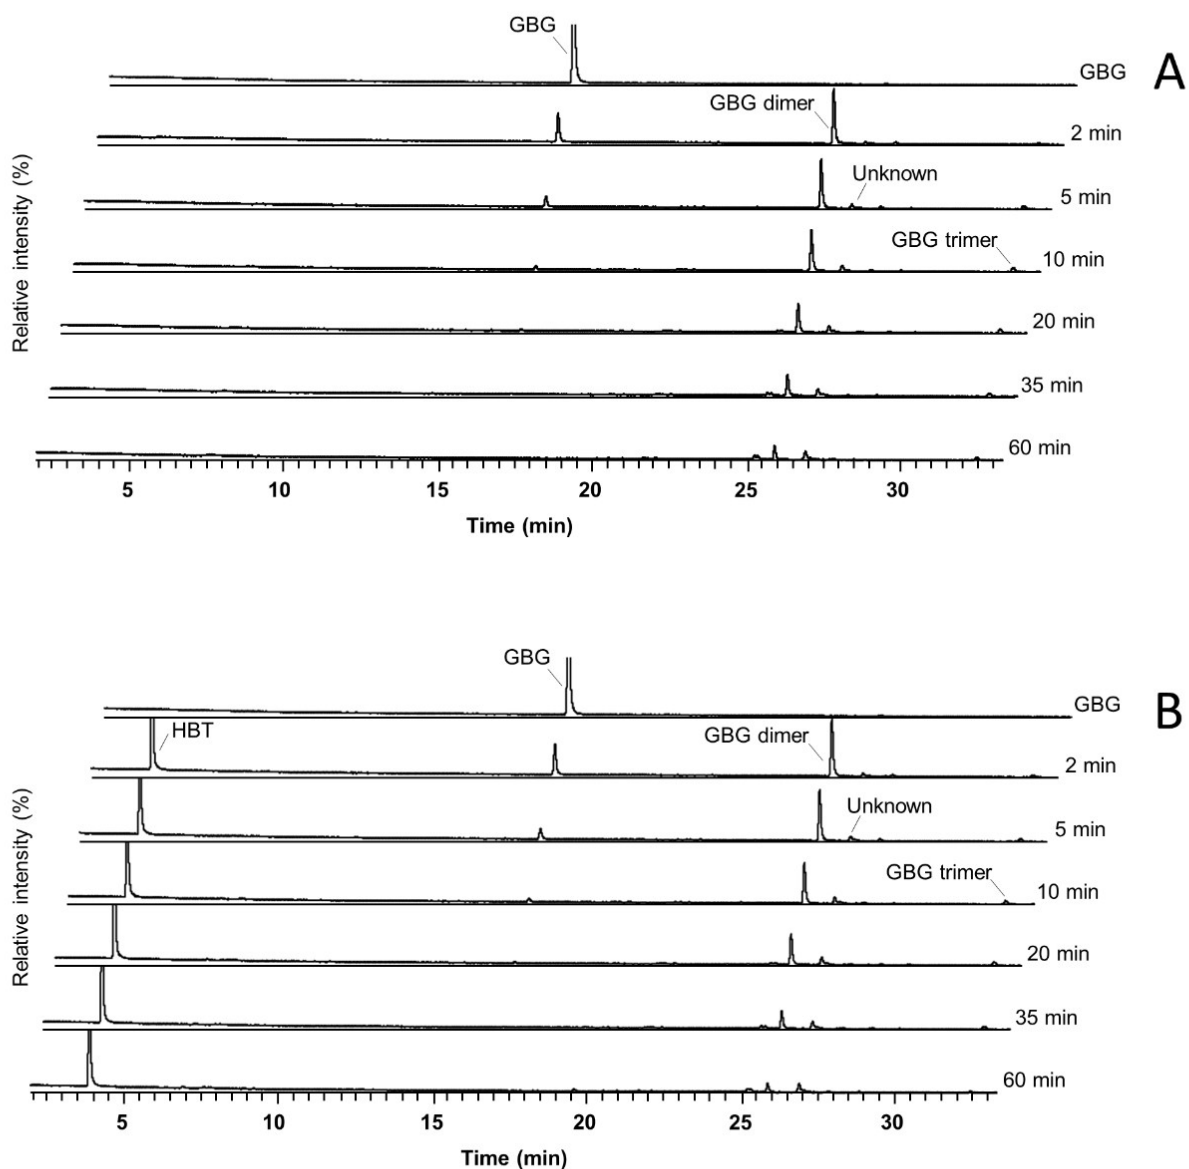 GBG
GBG
A
GBG dimer
2 min
Unknown
5 min
GBG trimer
10 min
20 min
35 min
60 min
Relative intensity (%)
5 10 15 20 25 30
Time (min)
GBG
GBG
B
HBT
GBG dimer
2 min
Unknown
5 min
GBG trimer
10 min
20 min
35 min
60 min
Relative intensity (%)
5 10 15 20 25 30
Time (min)